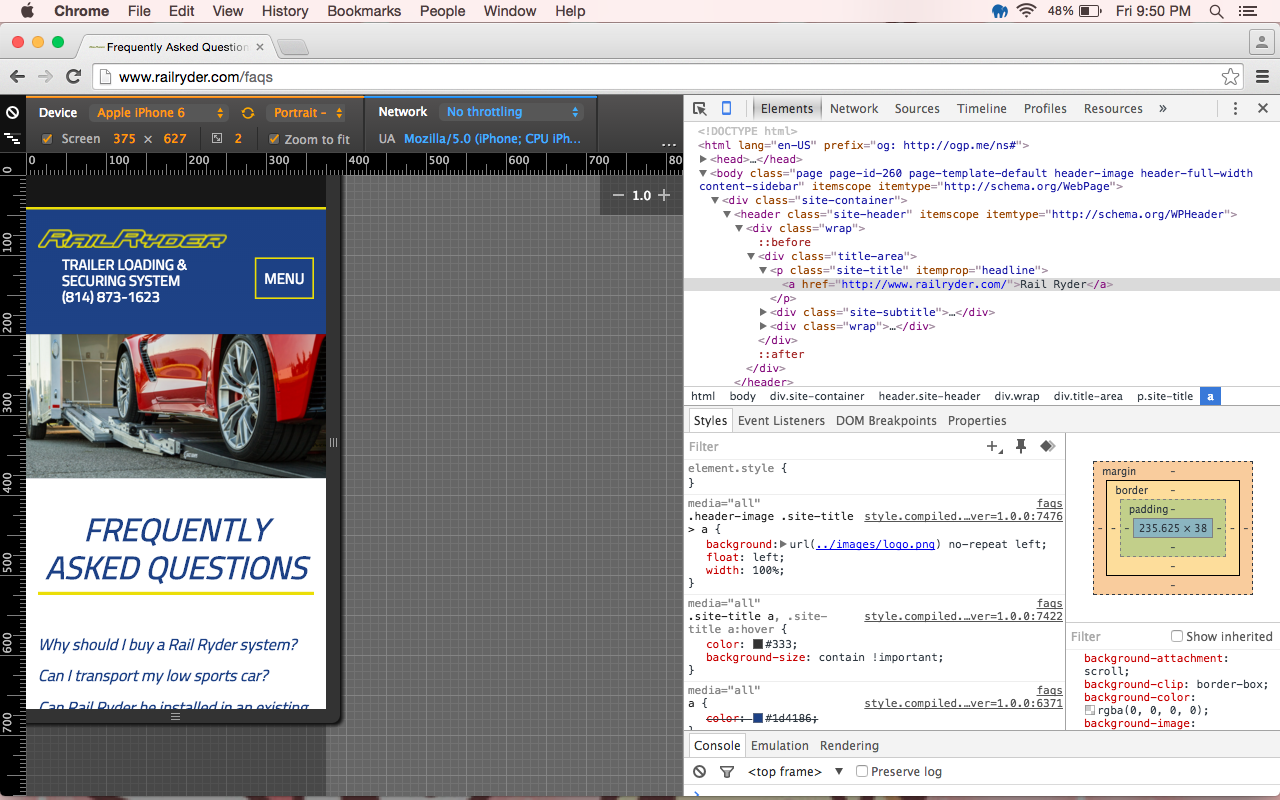 Chrome File Edit View History Bookmarks People Window Help 48% Fri 9:50 PM
Frequently Asked Question
www.railryder.com/faqs
Device Apple iPhone 6 Portrait – Network No throttling
Screen 375 × 627 2 Zoom to fit UA Mozilla/5.0 (iPhone; CPU iPh... ...
0 100 200 300 400 500 600 700 80
0 100 200 300 400 500 600 700
− 1.0 +
RAILRYDER
TRAILER LOADING &
SECURING SYSTEM
(814) 873-1623
MENU
FREQUENTLY
ASKED QUESTIONS
Why should I buy a Rail Ryder system?
Can I transport my low sports car?
Can Rail Ryder be installed in an existing
Elements Network Sources Timeline Profiles Resources »
<!DOCTYPE html>
<html lang="en-US" prefix="og: http://ogp.me/ns#">
▶<head>…</head>
▼<body class="page page-id-260 page-template-default header-image header-full-width
content-sidebar" itemscope itemtype="http://schema.org/WebPage">
▼<div class="site-container">
▼<header class="site-header" itemscope itemtype="http://schema.org/WPHeader">
▼<div class="wrap">
::before
▼<div class="title-area">
▼<p class="site-title" itemprop="headline">
<a href="http://www.railryder.com/">Rail Ryder</a>
</p>
▶<div class="site-subtitle">…</div>
▶<div class="wrap">…</div>
</div>
::after
</div>
</header>
html body div.site-container header.site-header div.wrap div.title-area p.site-title a
Styles Event Listeners DOM Breakpoints Properties
Filter
element.style {
}
media="all" faqs
.header-image .site-title style.compiled.…ver=1.0.0:7476
> a {
background:▶url(../images/logo.png) no-repeat left;
float: left;
width: 100%;
}
media="all" faqs
.site-title a, .site- style.compiled.…ver=1.0.0:7422
title a:hover {
color: #333;
background-size: contain !important;
}
media="all" faqs
a { style.compiled.…ver=1.0.0:6371
color: #1d4186;
margin –
border –
padding –
– – – 235.625 × 38 – – –
–
–
–
Filter Show inherited
background-attachment:
scroll;
background-clip: border-box;
background-color:
rgba(0, 0, 0, 0);
background-image:
Console Emulation Rendering
<top frame> ▼ Preserve log
>